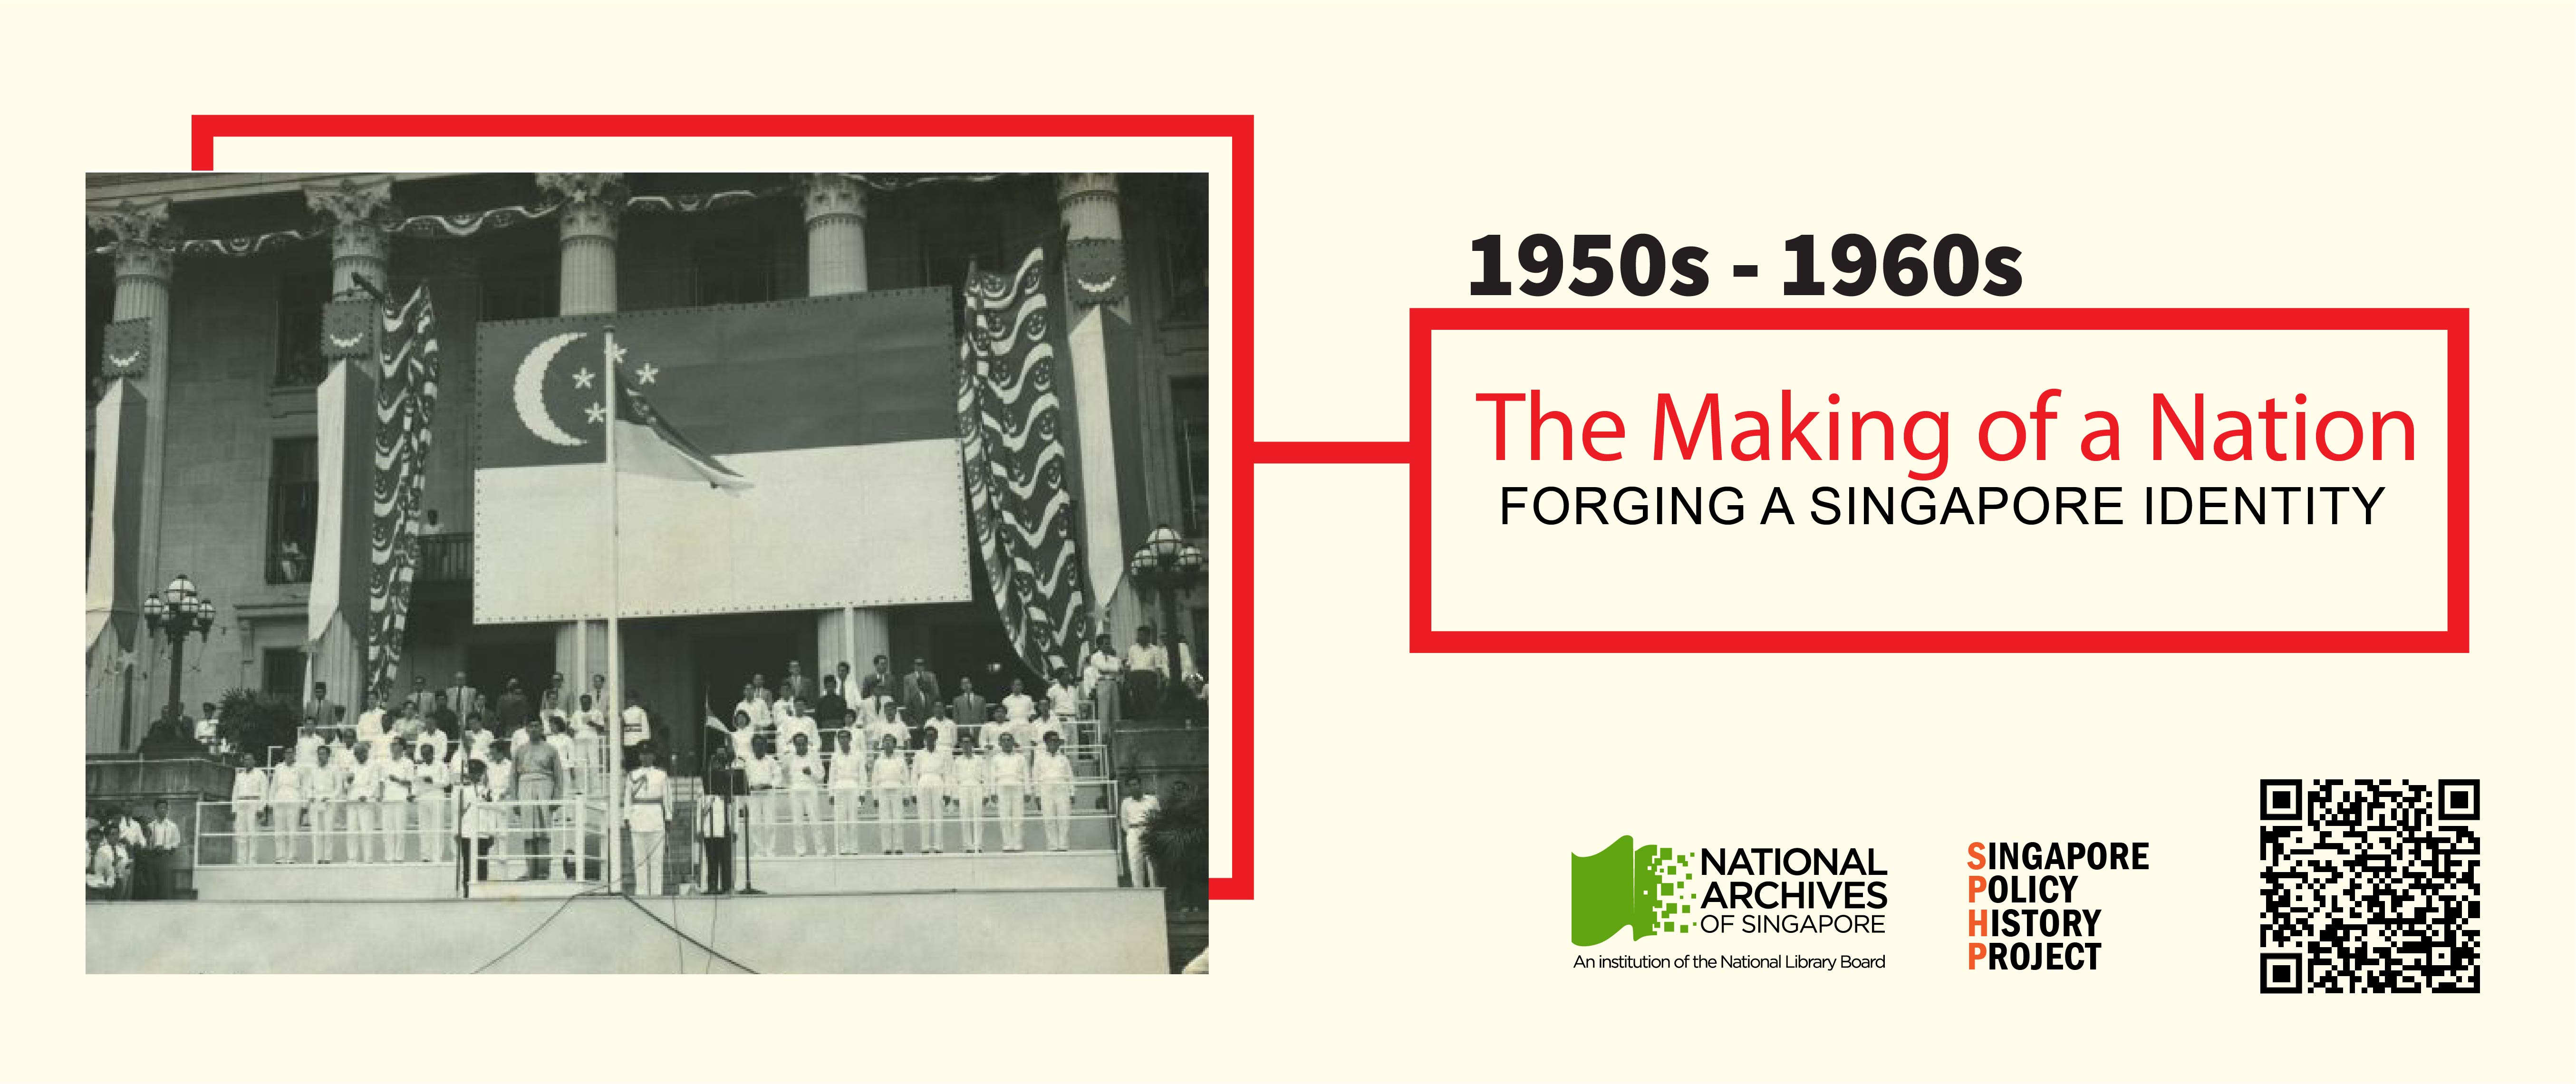 1950s - 1960s
The Making of a Nation
FORGING A SINGAPORE IDENTITY
NATIONAL
ARCHIVES
OF SINGAPORE
An institution of the National Library Board
SINGAPORE
POLICY
HISTORY
PROJECT